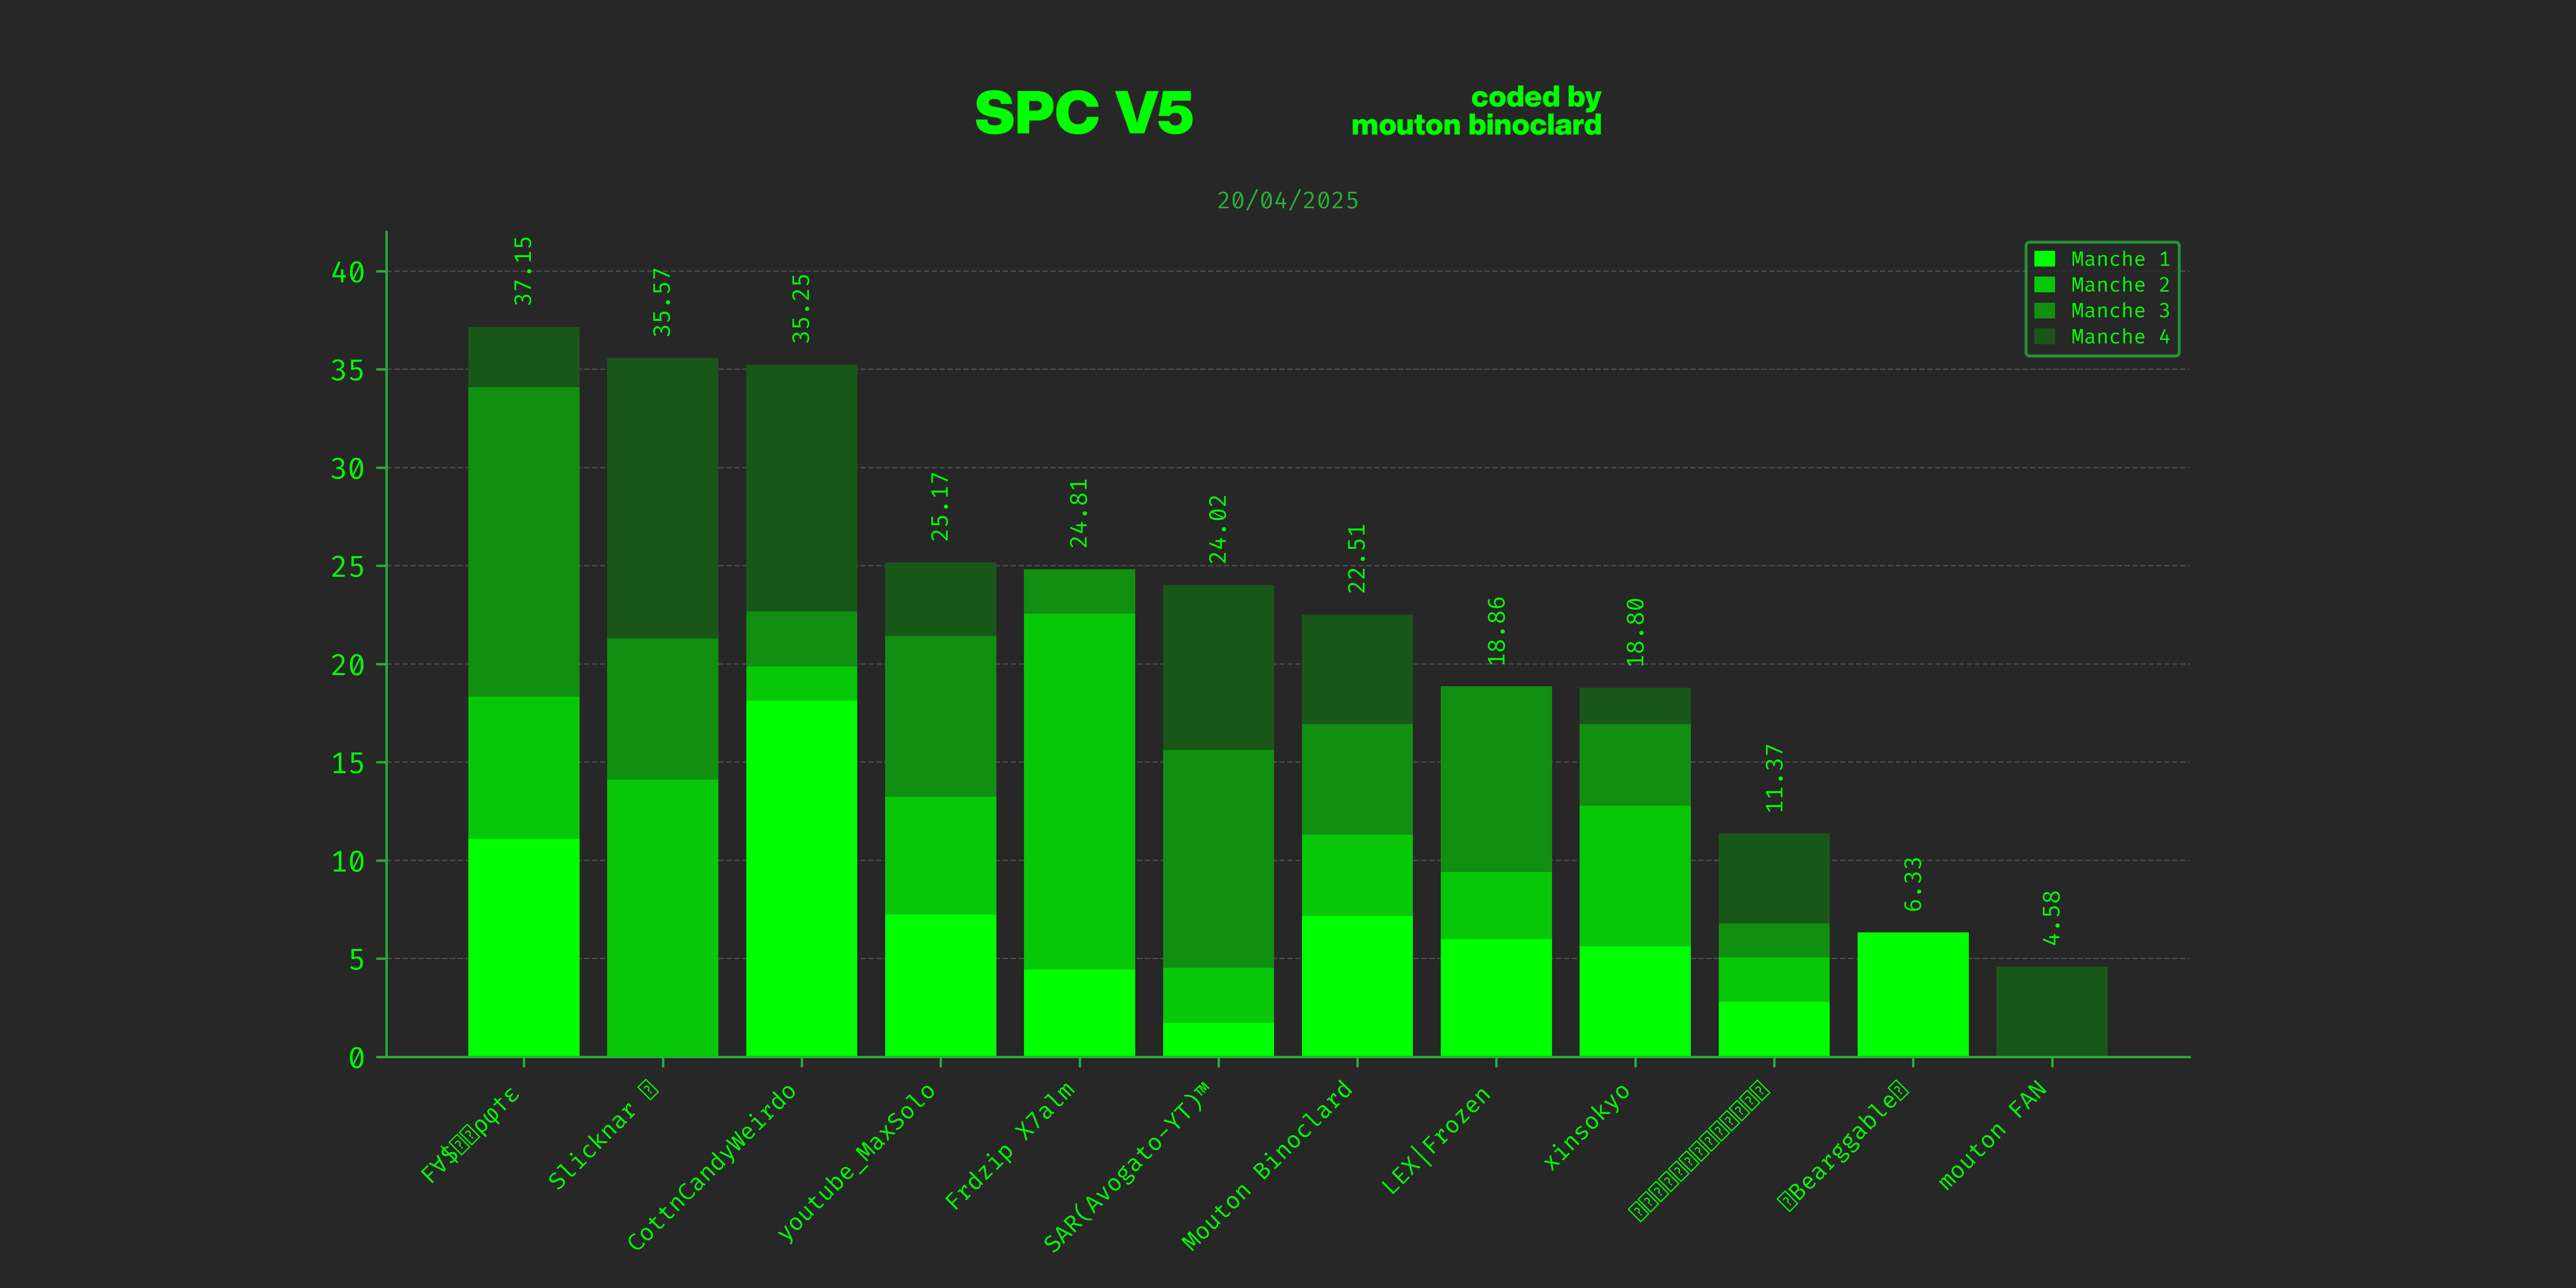 SPC V5
coded by
mouton binoclard
20/04/2025
Manche 1
Manche 2
Manche 3
Manche 4
40
35
30
25
20
15
10
5
0
37.15
35.57
35.25
25.17
24.81
24.02
22.51
18.86
18.80
11.37
6.33
4.58
Slicknar
CottnCandyWeirdo
youtube_MaxSolo
Frdzip X7alm
SAR(Avogato-YT)™
Mouton Binoclard
LEX|Frozen
xinsokyo
Bearggable
mouton FAN